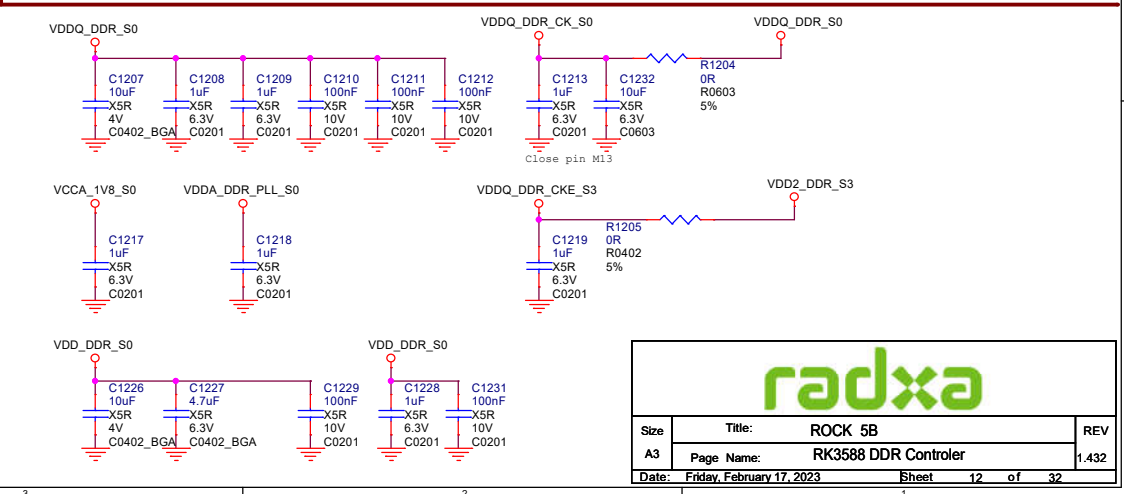 VDDQ_DDR_S0
C1207
10uF
X5R
4V
C0402_BGA
C1208
1uF
X5R
6.3V
C0201
C1209
1uF
X5R
6.3V
C0201
C1210
100nF
X5R
10V
C0201
C1211
100nF
X5R
10V
C0201
C1212
100nF
X5R
10V
C0201
VDDQ_DDR_CK_S0
VDDQ_DDR_S0
C1213
1uF
X5R
6.3V
C0201
C1232
10uF
X5R
6.3V
C0603
R1204
0R
R0603
5%
Close pin M13
VCCA_1V8_S0
C1217
1uF
X5R
6.3V
C0201
VDDA_DDR_PLL_S0
C1218
1uF
X5R
6.3V
C0201
VDDQ_DDR_CKE_S3
VDD2_DDR_S3
C1219
1uF
X5R
6.3V
C0201
R1205
0R
R0402
5%
VDD_DDR_S0
C1226
10uF
X5R
4V
C0402_BGA
C1227
4.7uF
X5R
6.3V
C0402_BGA
C1229
100nF
X5R
10V
C0201
VDD_DDR_S0
C1228
1uF
X5R
6.3V
C0201
C1231
100nF
X5R
10V
C0201
radxa
Size
A3
Title: ROCK 5B
REV
1.432
Page Name: RK3588 DDR Controler
Date: Friday, February 17, 2023 Sheet 12 of 32